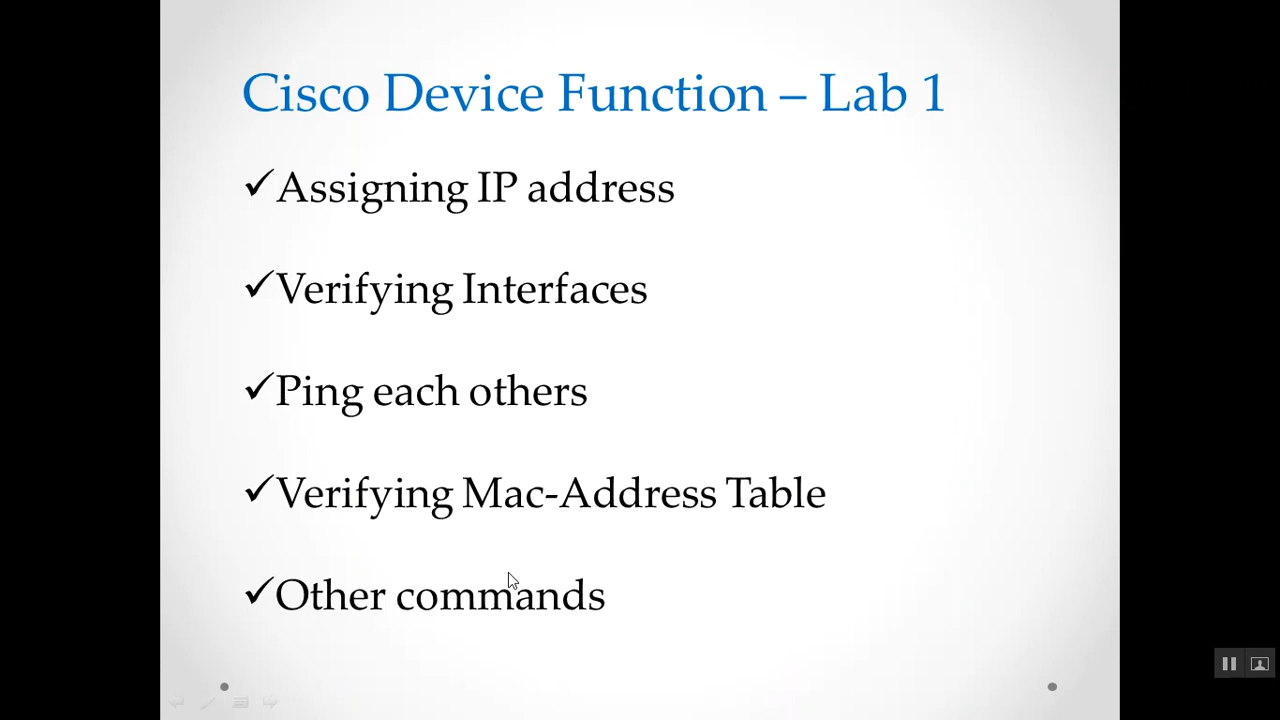 Cisco Device Function – Lab 1
✓Assigning IP address
✓Verifying Interfaces
✓Ping each others
✓Verifying Mac-Address Table
✓Other commands